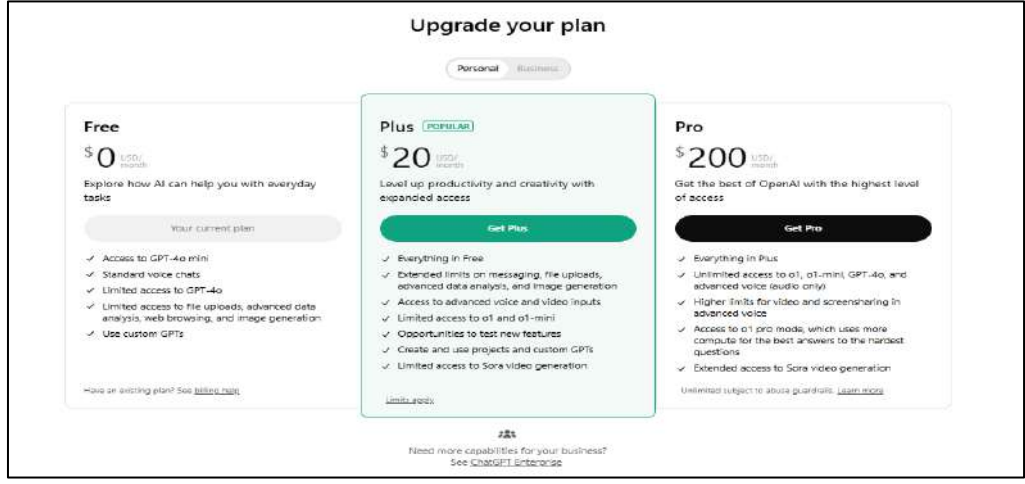 Upgrade your plan
Personal Business
Free
$ 0 USD/
month
Explore how AI can help you with everyday
tasks
Your current plan
✓ Access to GPT-4o mini
✓ Standard voice chats
✓ Limited access to GPT-4o
✓ Limited access to file uploads, advanced data
analysis, web browsing, and image generation
✓ Use custom GPTs
Have an existing plan? See billing help
Plus POPULAR
$ 20 USD/
month
Level up productivity and creativity with
expanded access
Get Plus
✓ Everything in Free
✓ Extended limits on messaging, file uploads,
advanced data analysis, and image generation
✓ Access to advanced voice and video inputs
✓ Limited access to o1 and o1-mini
✓ Opportunities to test new features
✓ Create and use projects and custom GPTs
✓ Limited access to Sora video generation
Limits apply
Pro
$ 200 USD/
month
Get the best of OpenAI with the highest level
of access
Get Pro
✓ Everything in Plus
✓ Unlimited access to o1, o1-mini, GPT-4o, and
advanced voice (audio only)
✓ Higher limits for video and screensharing in
advanced voice
✓ Access to o1 pro mode, which uses more
compute for the best answers to the hardest
questions
✓ Extended access to Sora video generation
Unlimited subject to abuse guardrails. Learn more
Need more capabilities for your business?
See ChatGPT Enterprise